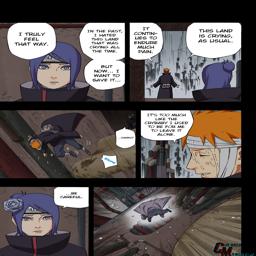 I TRULY
FEEL
THAT WAY.
IN THE PAST,
I HATED
THIS LAND
THAT WAS
CRYING ALL
THE TIME.
BUT
NOW... I
WANT TO
SAVE IT...
IT
CONTIN-
UES TO
ENDURE
MUCH
PAIN.
THIS LAND
IS CRYING,
AS USUAL.
IT'S TOO MUCH
LIKE THE
CRYBABY I USED
TO BE FOR ME
TO LEAVE IT
ALONE.
...BE
CAREFUL.